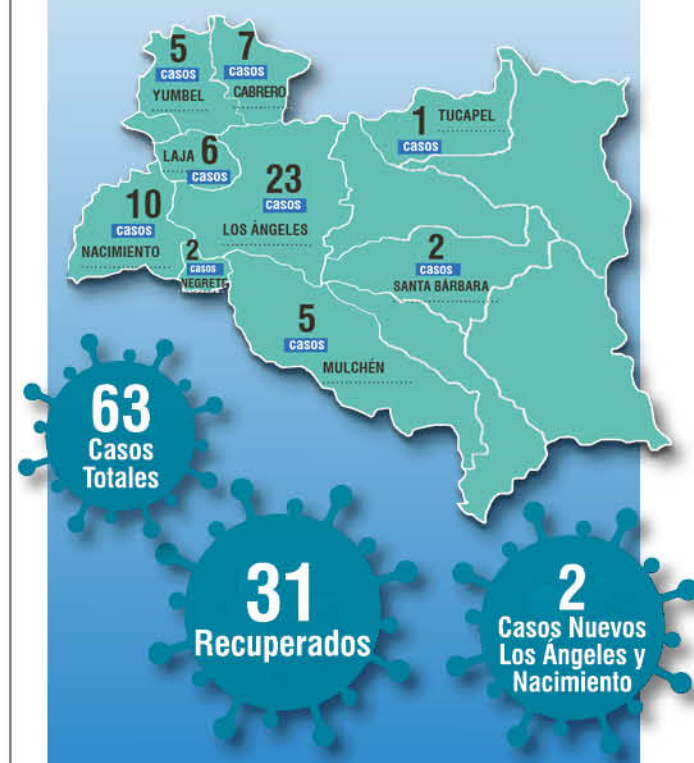 5
casos
YUMBEL
7
casos
CABRERO
1
TUCAPEL
casos
LAJA 6
casos
23
casos
LOS ÀNGELES
10
casos
NACIMIENTO
2
casos
NEGRETE
2
casos
SANTA BÁRBARA
5
casos
MULCHÉN
63
Casos
Totales
31
Recuperados
2
Casos Nuevos
Los Ángeles y
Nacimiento